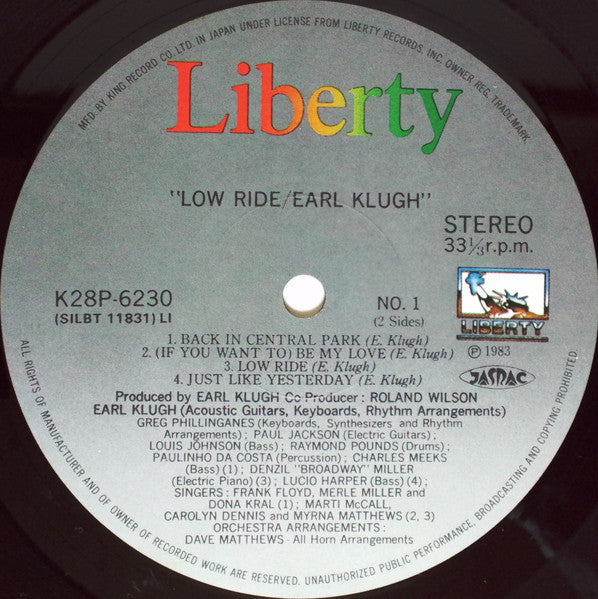 MFD. BY KING RECORD CO. LTD. IN JAPAN UNDER LICENSE FROM LIBERTY RECORDS, INC. OWNER REG. TRADEMARK.
Liberty
"LOW RIDE/EARL KLUGH"
STEREO
33⅓r.p.m.
K28P-6230
(SILBT 11831) LI
NO. 1
(2 Sides)
LIBERTY
Ⓟ 1983
JASRAC
1. BACK IN CENTRAL PARK (E. Klugh)
2. (IF YOU WANT TO) BE MY LOVE (E. Klugh)
3. LOW RIDE (E. Klugh)
4. JUST LIKE YESTERDAY (E. Klugh)
Produced by EARL KLUGH Co-Producer : ROLAND WILSON
EARL KLUGH (Acoustic Guitars, Keyboards, Rhythm Arrangements)
GREG PHILLINGANES (Keyboards, Synthesizers and Rhythm
Arrangements) ; PAUL JACKSON (Electric Guitars) ;
LOUIS JOHNSON (Bass) ; RAYMOND POUNDS (Drums) ;
PAULINHO DA COSTA (Percussion) ; CHARLES MEEKS
(Bass) (1) ; DENZIL "BROADWAY" MILLER
(Electric Piano) (3) ; LUCIO HARPER (Bass) (4) ;
SINGERS : FRANK FLOYD, MERLE MILLER and
DONA KRAL (1) ; MARTI McCALL,
CAROLYN DENNIS and MYRNA MATTHEWS (2, 3)
ORCHESTRA ARRANGEMENTS :
DAVE MATTHEWS - All Horn Arrangements
ALL RIGHTS OF MANUFACTURER AND OF OWNER OF RECORDED WORK ARE RESERVED. UNAUTHORIZED PUBLIC PERFORMANCE, BROADCASTING AND COPYING PROHIBITED.